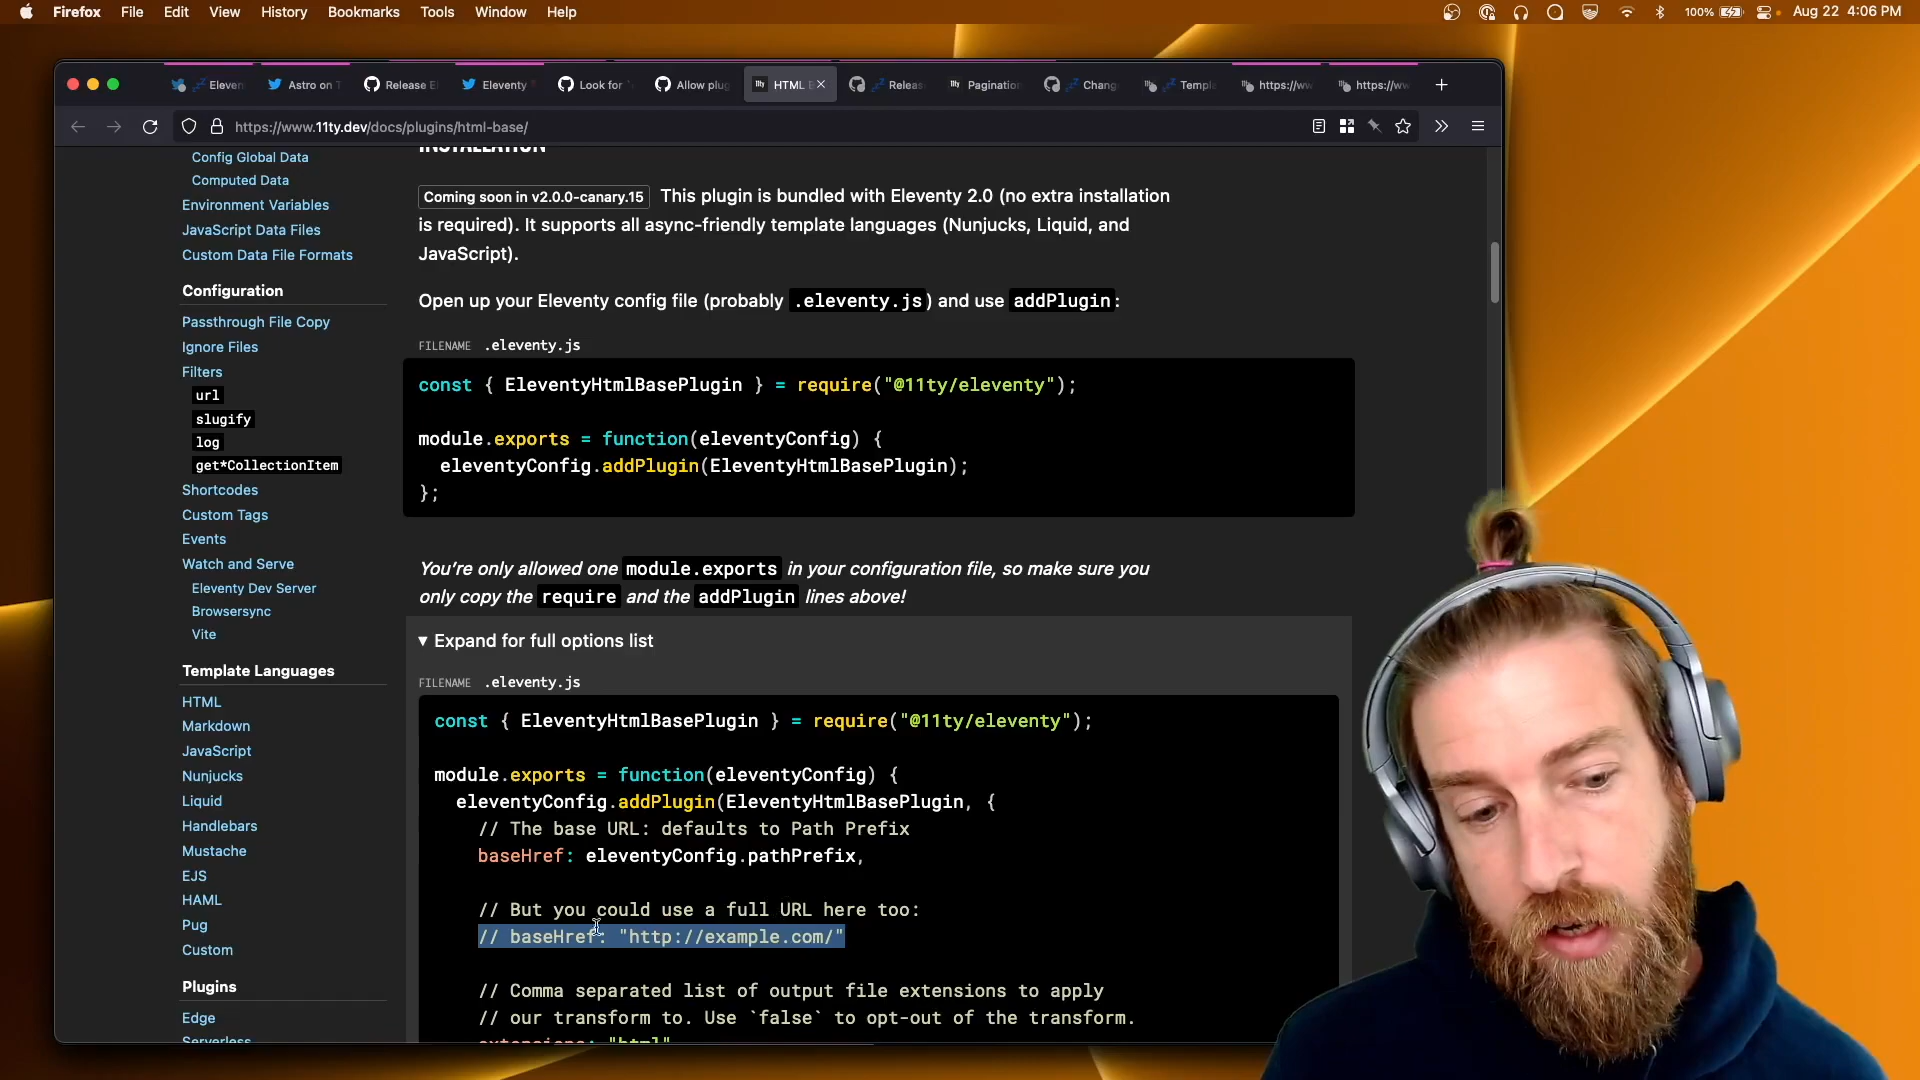 Firefox File Edit View History Bookmarks Tools Window Help
100% Aug 22 4:06 PM
Eleven Astro on T Release El Eleventy Look for Allow plug HTML B Releas Pagination Chang Templ https://ww https://ww
https://www.11ty.dev/docs/plugins/html-base/
Config Global Data
Computed Data
Environment Variables
JavaScript Data Files
Custom Data File Formats
Configuration
Passthrough File Copy
Ignore Files
Filters
url
slugify
log
get*CollectionItem
Shortcodes
Custom Tags
Events
Watch and Serve
Eleventy Dev Server
Browsersync
Vite
Template Languages
HTML
Markdown
JavaScript
Nunjucks
Liquid
Handlebars
Mustache
EJS
HAML
Pug
Custom
Plugins
Edge
Serverless
INSTALLATION
Coming soon in v2.0.0-canary.15 This plugin is bundled with Eleventy 2.0 (no extra installation
is required). It supports all async-friendly template languages (Nunjucks, Liquid, and
JavaScript).
Open up your Eleventy config file (probably .eleventy.js) and use addPlugin:
FILENAME .eleventy.js
const { EleventyHtmlBasePlugin } = require("@11ty/eleventy");
module.exports = function(eleventyConfig) {
eleventyConfig.addPlugin(EleventyHtmlBasePlugin);
};
You’re only allowed one module.exports in your configuration file, so make sure you
only copy the require and the addPlugin lines above!
▼ Expand for full options list
FILENAME .eleventy.js
const { EleventyHtmlBasePlugin } = require("@11ty/eleventy");
module.exports = function(eleventyConfig) {
eleventyConfig.addPlugin(EleventyHtmlBasePlugin, {
// The base URL: defaults to Path Prefix
baseHref: eleventyConfig.pathPrefix,
// But you could use a full URL here too:
// baseHref: "http://example.com/"
// Comma separated list of output file extensions to apply
// our transform to. Use `false` to opt-out of the transform.
extensions: "html"